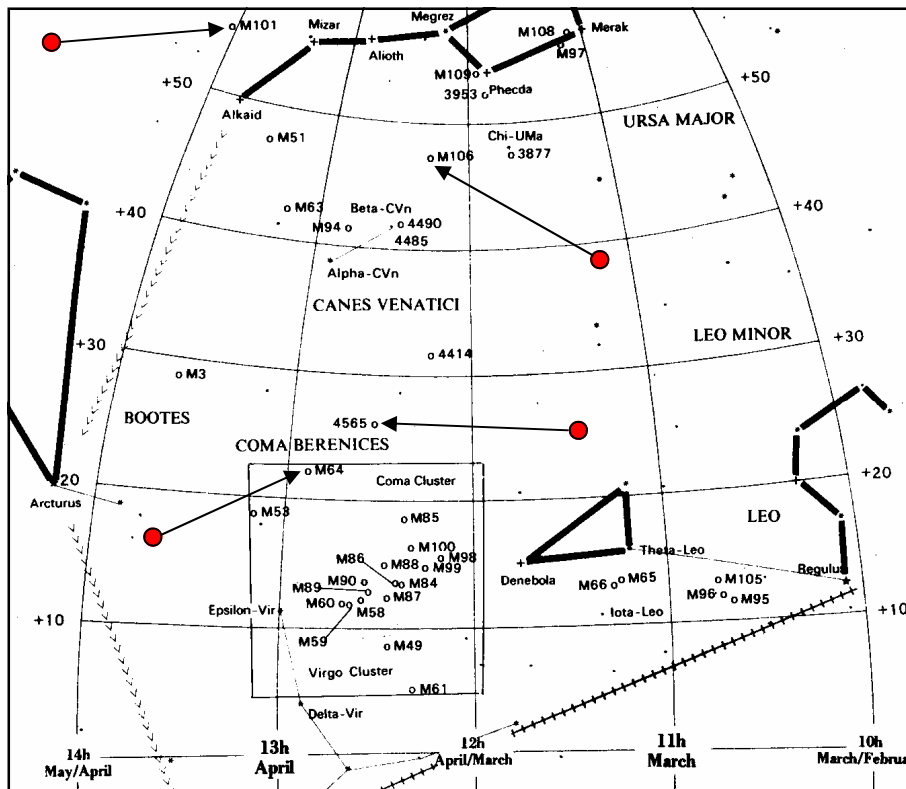 M101
Mizar
Megrez
M108
Merak
Alioth
M97
M109
Phecda
3953
+50
+50
Alkaid
URSA MAJOR
M51
Chi-UMa
3877
M106
+40
M63
Beta-CVn
4490
+40
M94
4485
Alpha-CVn
CANES VENATICI
LEO MINOR
+30
+30
4414
M3
BOOTES
4565
COMA BERENICES
M64
Coma Cluster
+20
+20
Arcturus
M53
M85
LEO
M100
M98
M86
M88
M99
Theta-Leo
Denebola
Regulus
M90
M84
M65
M105
M89
M87
M66
M96
M95
M60
M58
Epsilon-Vir
Iota-Leo
+10
+10
M59
M49
Virgo Cluster
M61
Delta-Vir
14h
May/April
13h
April
12h
April/March
11h
March
10h
March/Februa